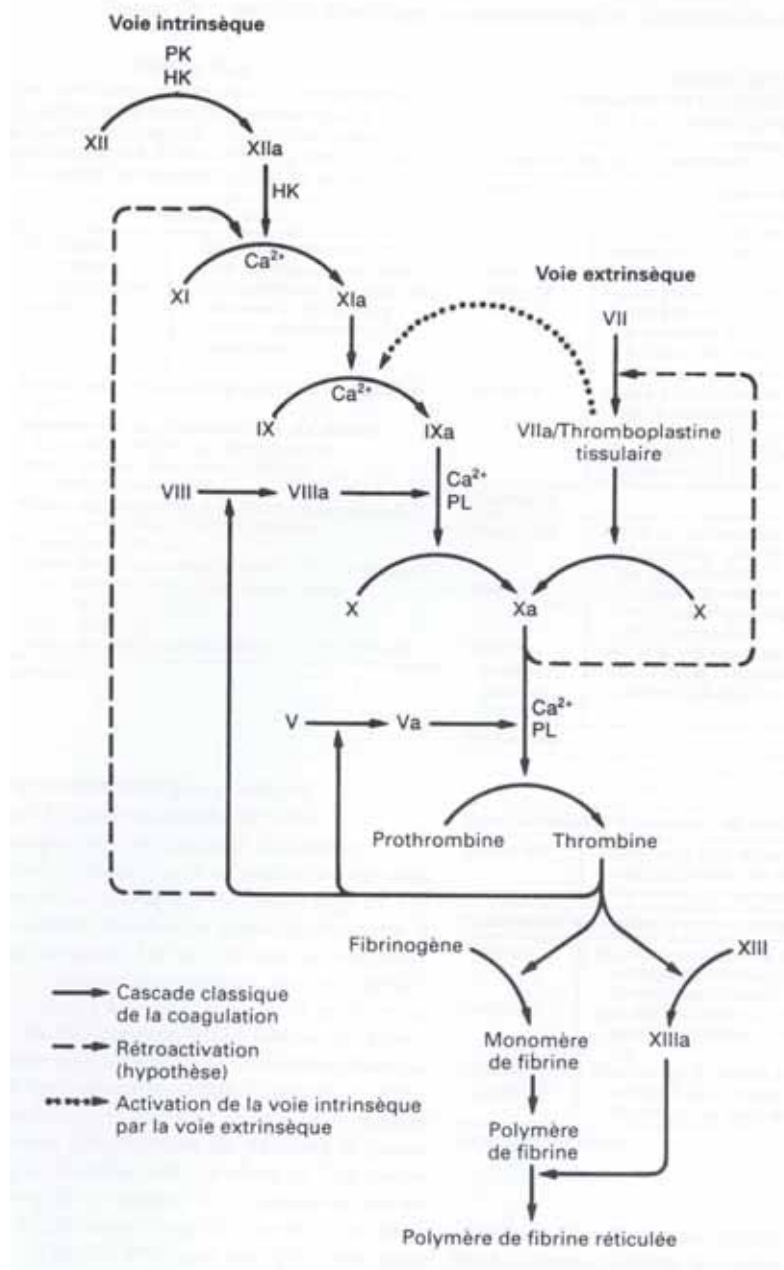 Voie intrinsèque
PK
HK
XII
XIIa
HK
Ca²⁺
XI
XIa
Voie extrinsèque
VII
Ca²⁺
IX
IXa
VIIa/Thromboplastine
tissulaire
Ca²⁺
PL
VIII
VIIIa
X
Xa
X
Ca²⁺
PL
V
Va
Prothrombine
Thrombine
Fibrinogène
XIII
Cascade classique
de la coagulation
Rétroactivation
(hypothèse)
Activation de la voie intrinsèque
par la voie extrinsèque
Monomère
de fibrine
XIIIa
Polymère
de fibrine
Polymère de fibrine réticulée